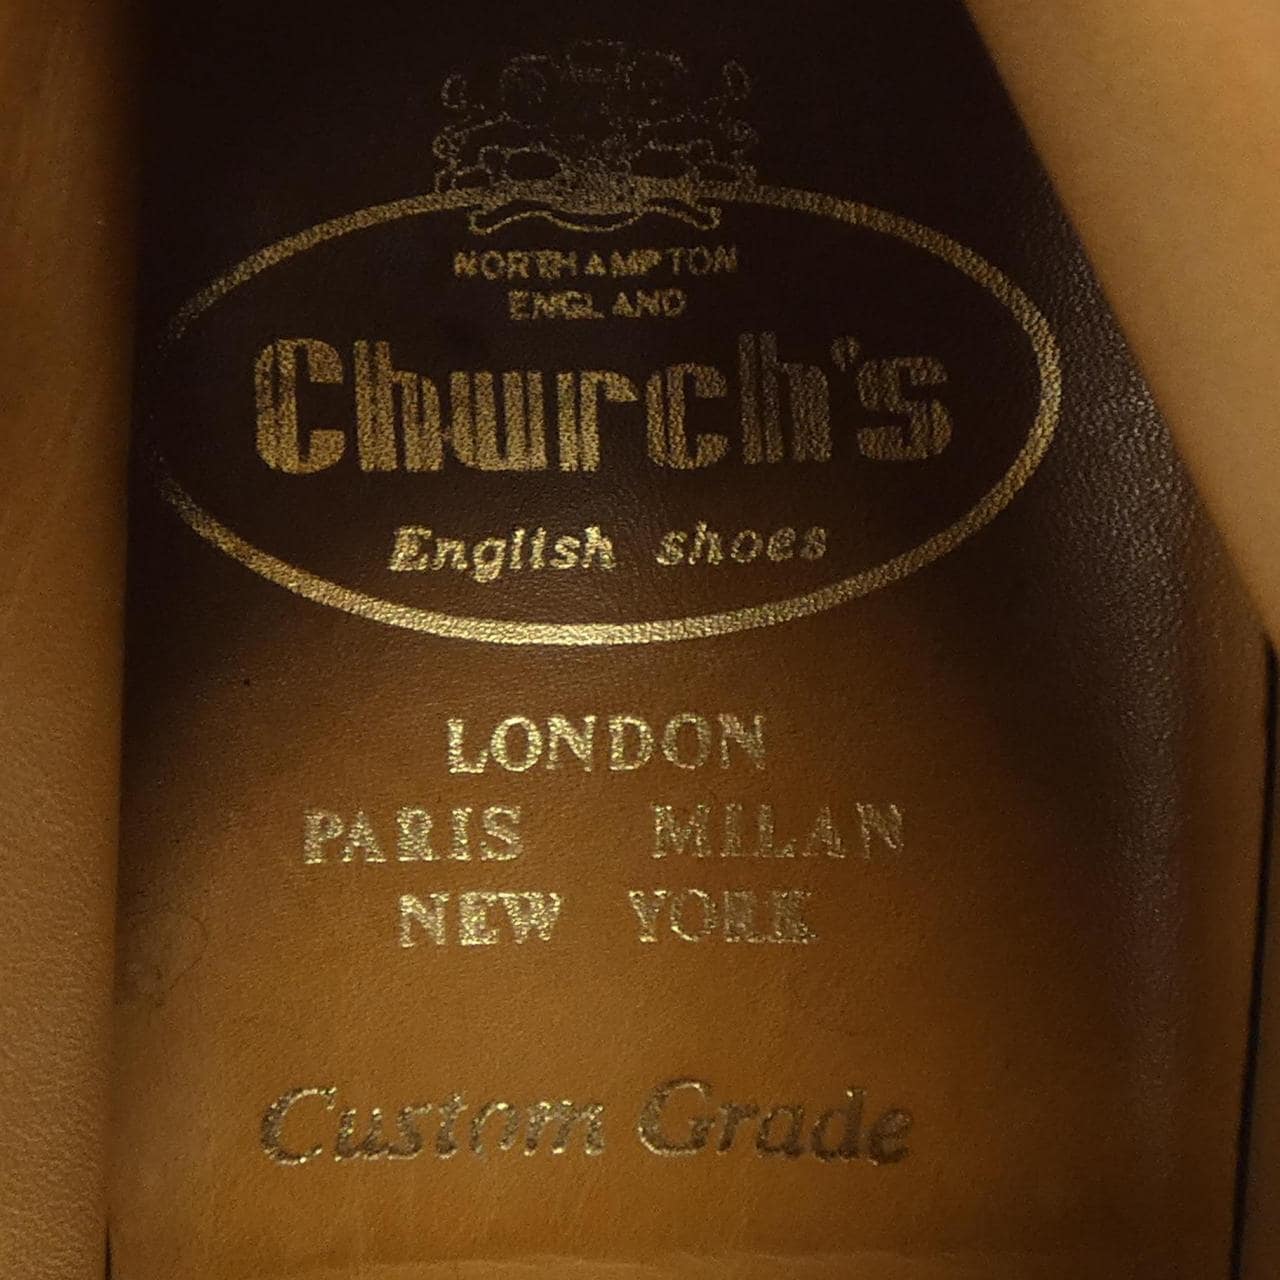 NORTHAMPTON
ENGLAND
Church's
English shoes
LONDON
PARIS MILAN
NEW YORK
Custom Grade